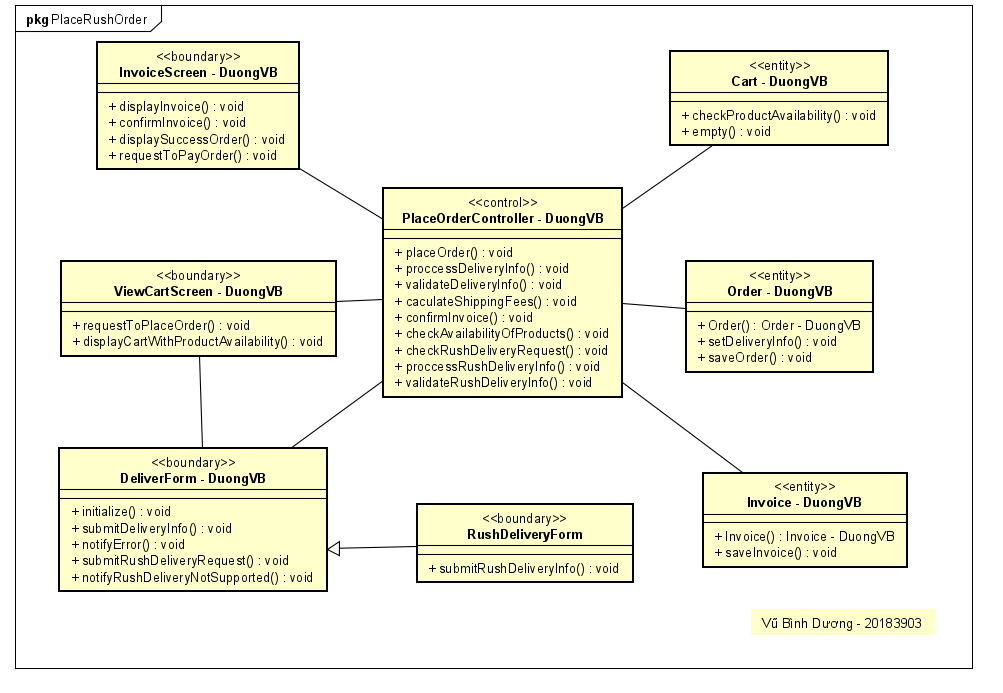 pkg PlaceRushOrder
<<boundary>>
InvoiceScreen - DuongVB
+ displayInvoice() : void
+ confirmInvoice() : void
+ displaySuccessOrder() : void
+ requestToPayOrder() : void
<<entity>>
Cart - DuongVB
+ checkProductAvailability() : void
+ empty() : void
<<control>>
PlaceOrderController - DuongVB
+ placeOrder() : void
+ proccessDeliveryInfo() : void
+ validateDeliveryInfo() : void
+ caculateShippingFees() : void
+ confirmInvoice() : void
+ checkAvailabilityOfProducts() : void
+ checkRushDeliveryRequest() : void
+ proccessRushDeliveryInfo() : void
+ validateRushDeliveryInfo() : void
<<boundary>>
ViewCartScreen - DuongVB
+ requestToPlaceOrder() : void
+ displayCartWithProductAvailability() : void
<<entity>>
Order - DuongVB
+ Order() : Order - DuongVB
+ setDeliveryInfo() : void
+ saveOrder() : void
<<boundary>>
DeliverForm - DuongVB
+ initialize() : void
+ submitDeliveryInfo() : void
+ notifyError() : void
+ submitRushDeliveryRequest() : void
+ notifyRushDeliveryNotSupported() : void
<<boundary>>
RushDeliveryForm
+ submitRushDeliveryInfo() : void
<<entity>>
Invoice - DuongVB
+ Invoice() : Invoice - DuongVB
+ saveInvoice() : void
Vũ Bình Dương - 20183903